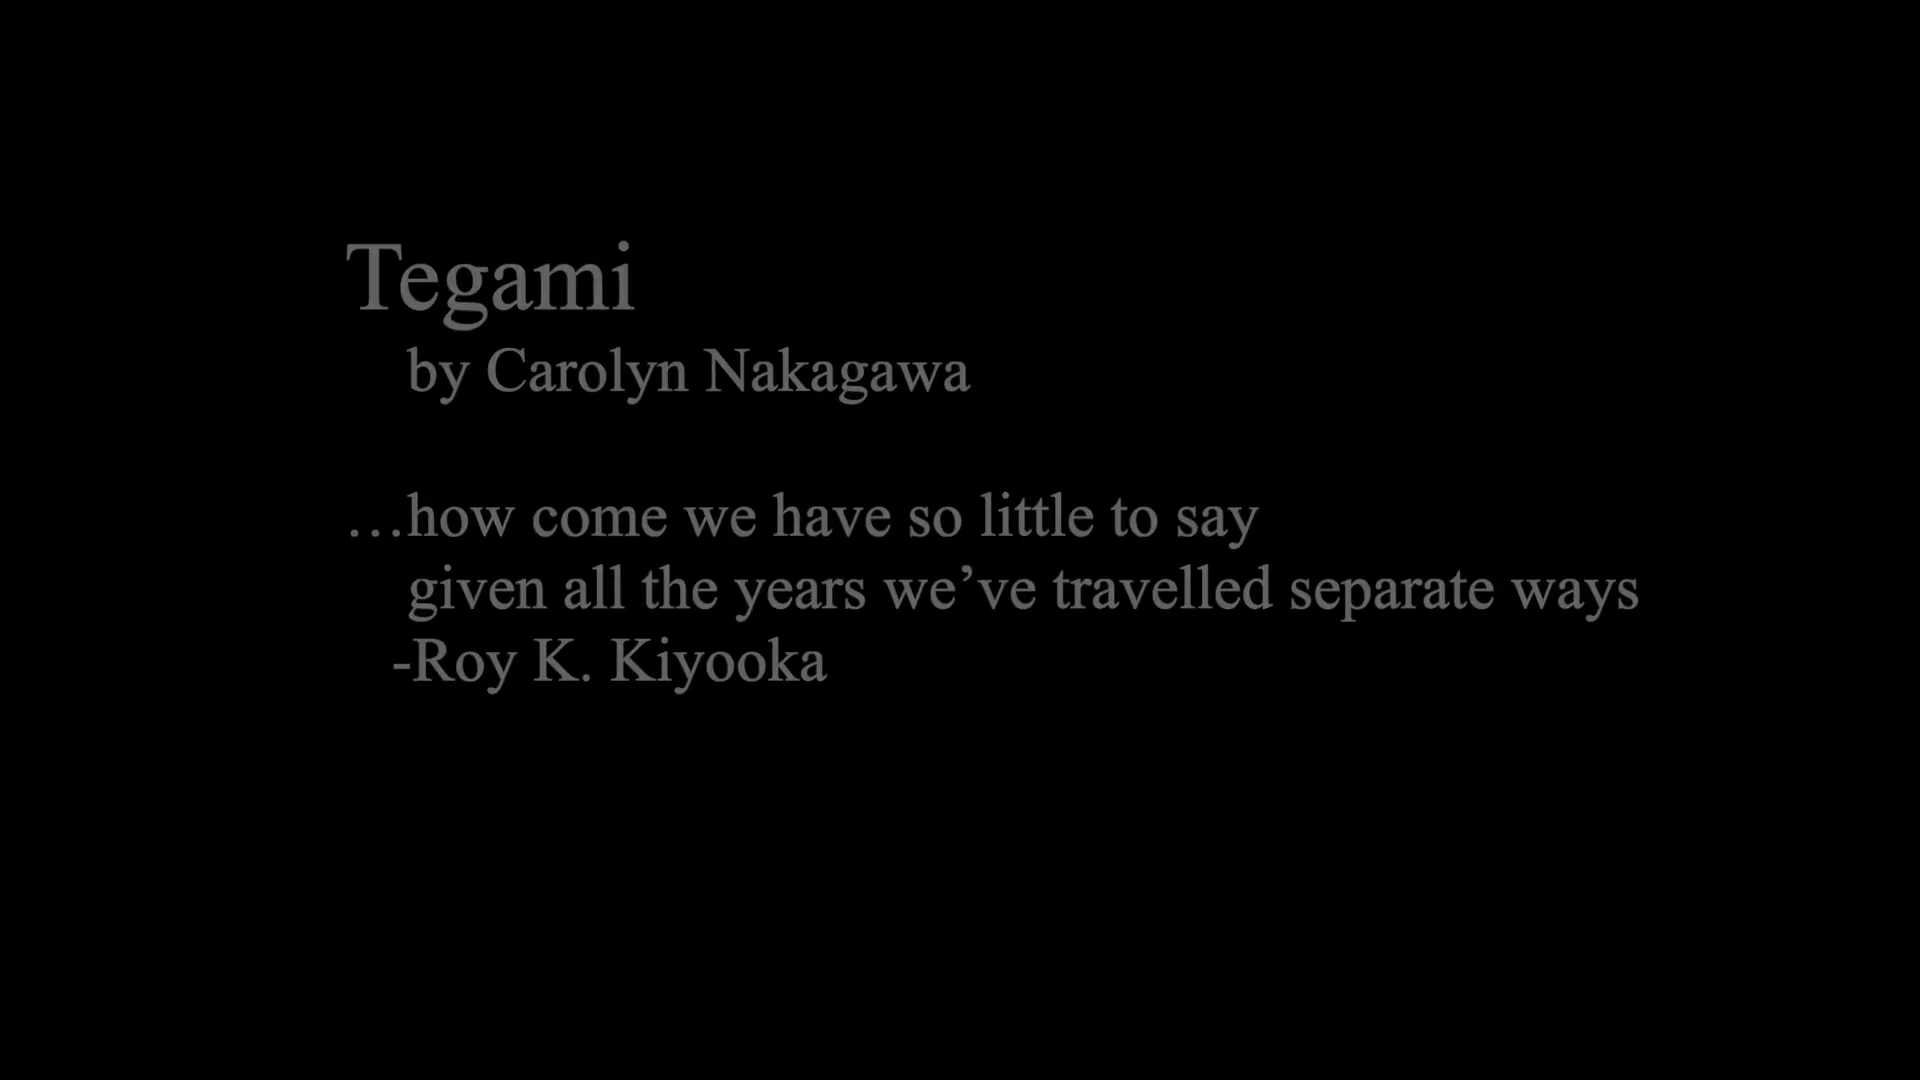 Tegami
by Carolyn Nakagawa
…how come we have so little to say
given all the years we’ve travelled separate ways
-Roy K. Kiyooka